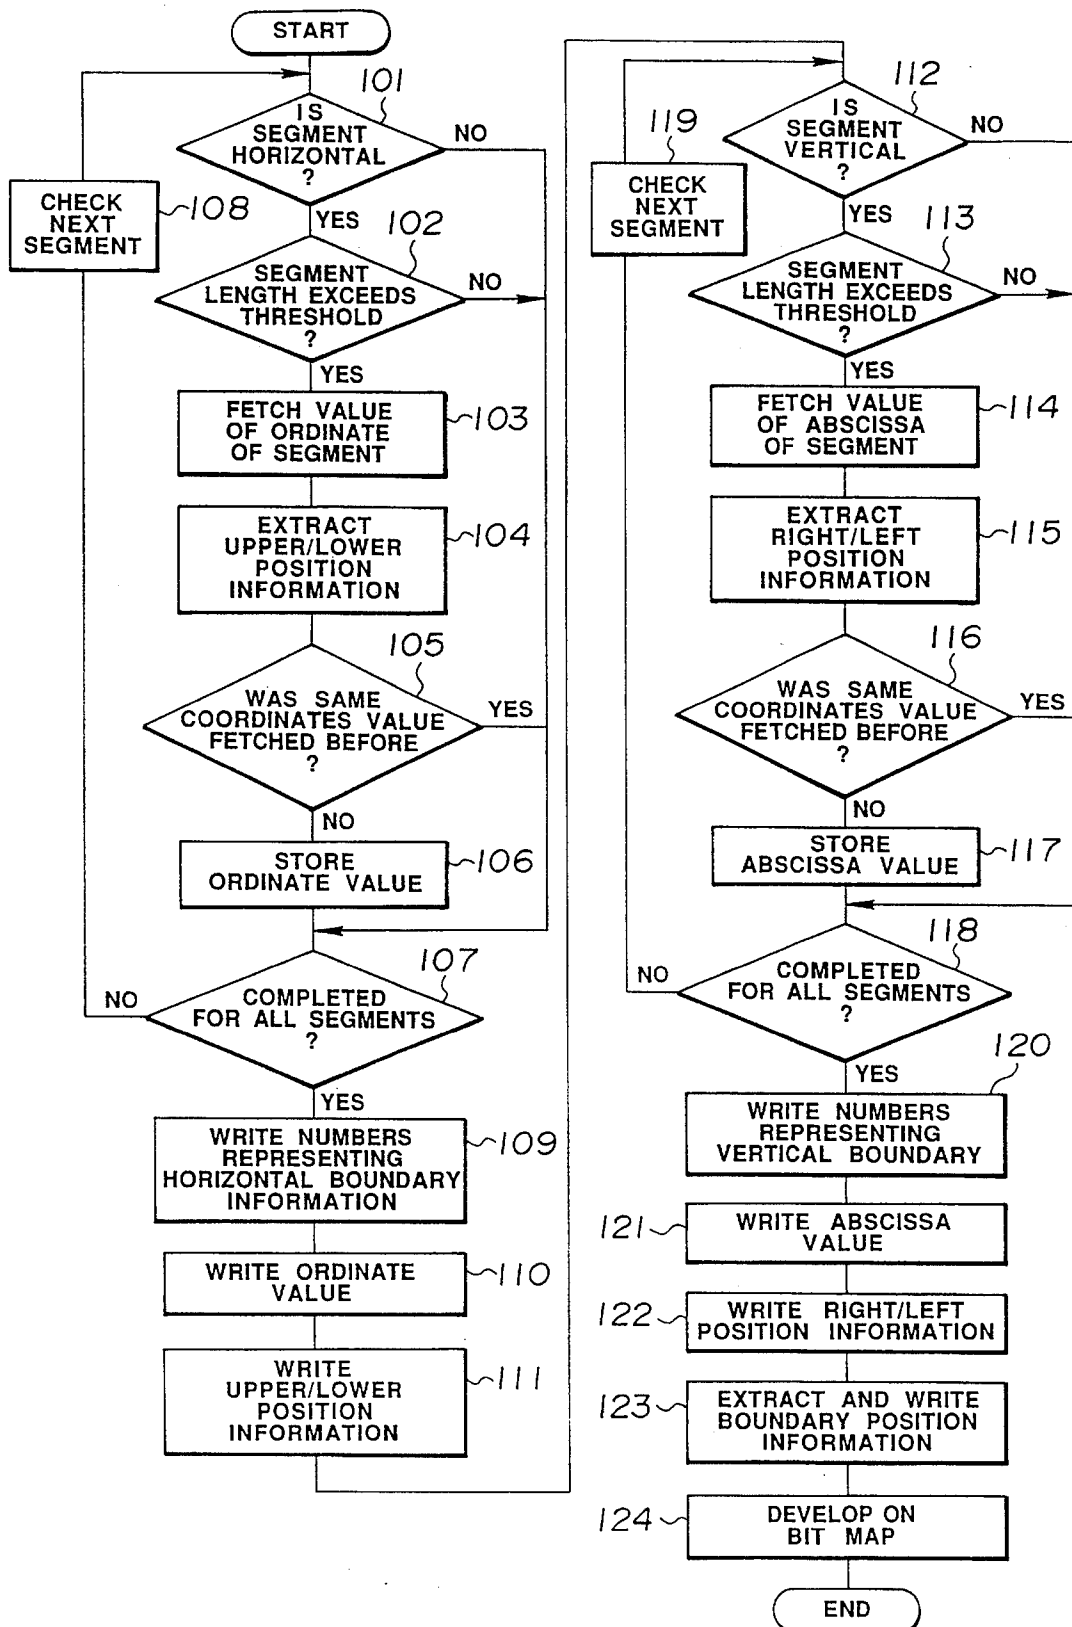 START
101
IS
SEGMENT
HORIZONTAL
?
NO
YES
CHECK
NEXT
SEGMENT
108
102
SEGMENT
LENGTH EXCEEDS
THRESHOLD
?
NO
YES
FETCH VALUE
OF ORDINATE
OF SEGMENT
103
EXTRACT
UPPER/LOWER
POSITION
INFORMATION
104
105
WAS SAME
COORDINATES VALUE
FETCHED BEFORE
?
YES
NO
STORE
ORDINATE VALUE
106
107
COMPLETED
FOR ALL SEGMENTS
?
NO
YES
WRITE NUMBERS
REPRESENTING
HORIZONTAL BOUNDARY
INFORMATION
109
WRITE ORDINATE
VALUE
110
WRITE
UPPER/LOWER
POSITION
INFORMATION
111
112
IS
SEGMENT
VERTICAL
?
NO
YES
119
CHECK
NEXT
SEGMENT
113
SEGMENT
LENGTH EXCEEDS
THRESHOLD
?
NO
YES
FETCH VALUE
OF ABSCISSA
OF SEGMENT
114
EXTRACT
RIGHT/LEFT
POSITION
INFORMATION
115
116
WAS SAME
COORDINATES VALUE
FETCHED BEFORE
?
YES
NO
STORE
ABSCISSA VALUE
117
118
COMPLETED
FOR ALL SEGMENTS
?
NO
YES
120
WRITE NUMBERS
REPRESENTING
VERTICAL BOUNDARY
121
WRITE ABSCISSA
VALUE
122
WRITE RIGHT/LEFT
POSITION INFORMATION
123
EXTRACT AND WRITE
BOUNDARY POSITION
INFORMATION
124
DEVELOP ON
BIT MAP
END